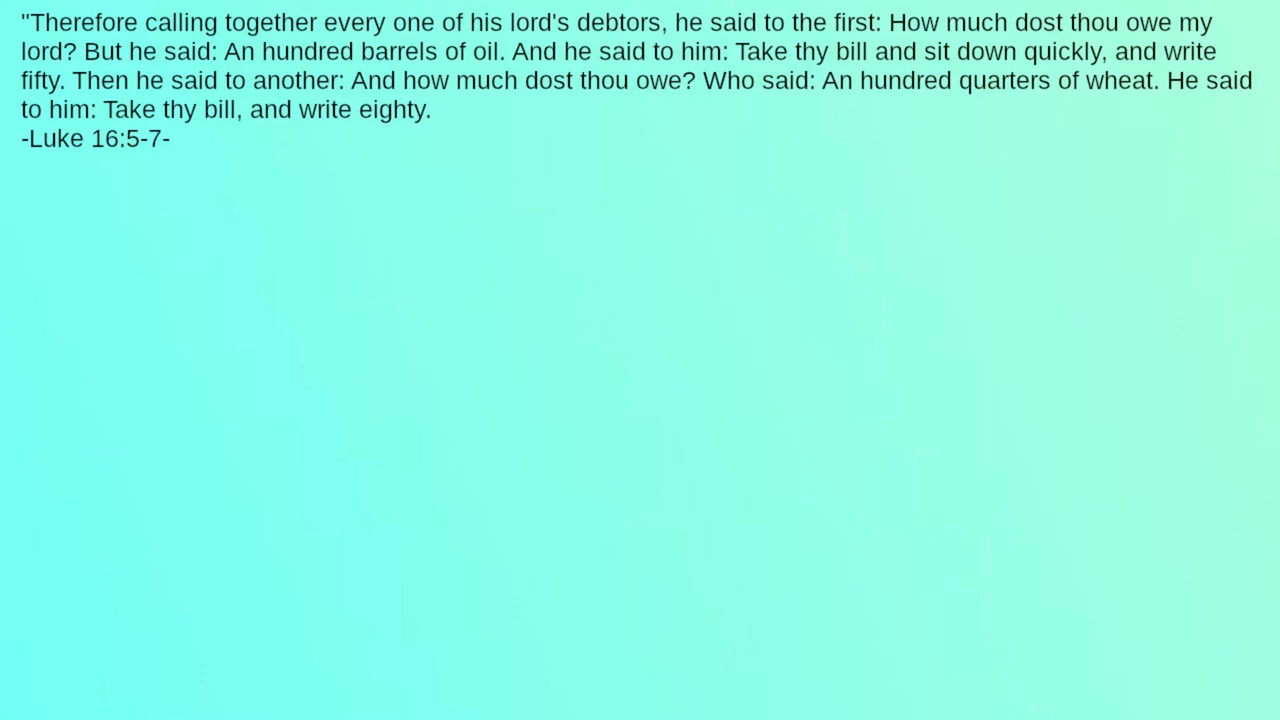 "Therefore calling together every one of his lord's debtors, he said to the first: How much dost thou owe my
lord? But he said: An hundred barrels of oil. And he said to him: Take thy bill and sit down quickly, and write
fifty. Then he said to another: And how much dost thou owe? Who said: An hundred quarters of wheat. He said
to him: Take thy bill, and write eighty.
-Luke 16:5-7-